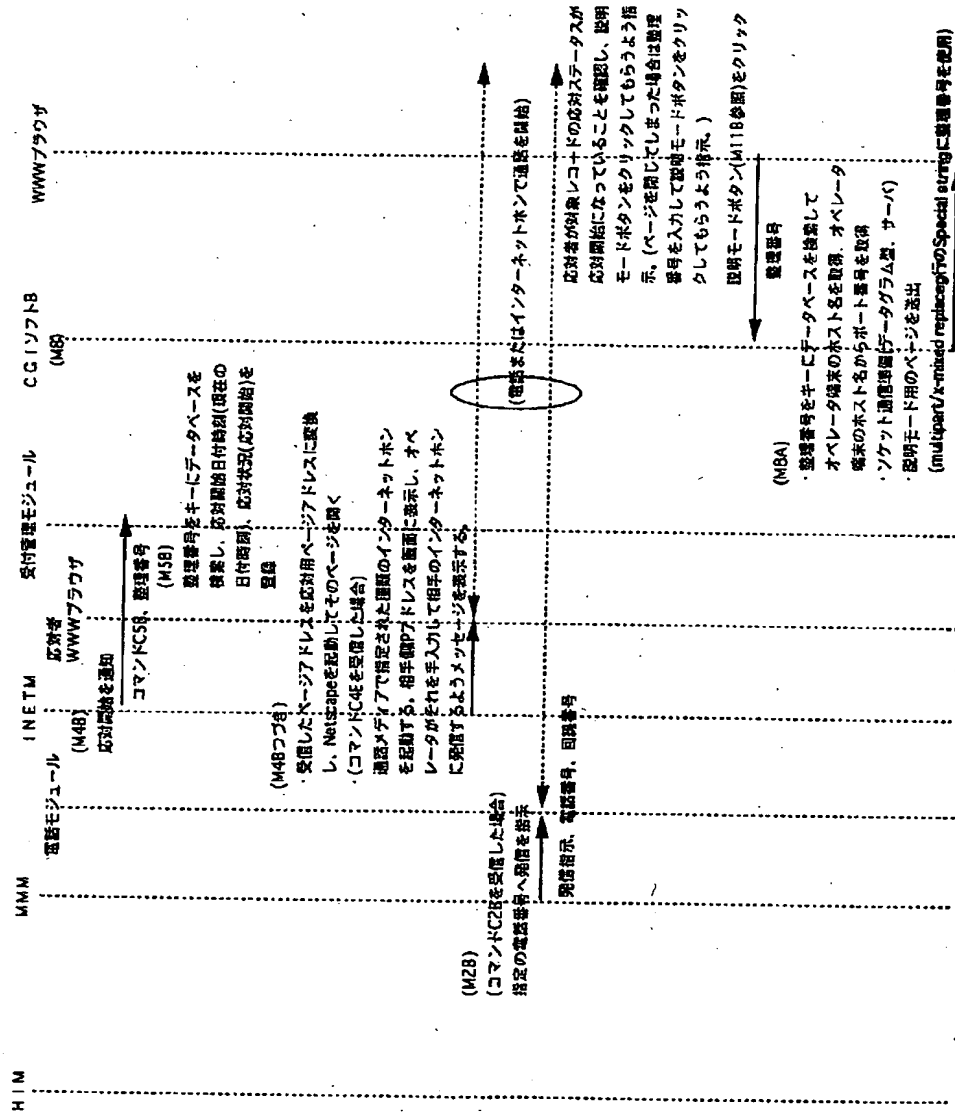 HIM
MMM
電話モジュール
INETM
応対者
WWWブラウザ
受付管理モジュール
CGIソフトB
(M8)
WWWブラウザ
(M4B)
応対開始を通知
コマンドC5B、整理番号
(M5B)
整理番号をキーにデータベースを
検索し、応対開始日付時刻(現在の
日付時刻)、応対状況(応対開始)を
登録
(M4Bつづき)
・受信したページアドレスを応対用ページアドレスに変換
し、Netscapeを起動してそのページを開く
・(コマンドC4Eを受信した場合)
通話メディアで指定された種類のインターネットホン
を起動する。相手側IPアドレスを画面に表示し、オペ
レータがそれを手入力して相手のインターネットホン
に発信するようメッセージを表示する。
(M2B)
(コマンドC2Bを受信した場合)
指定の電話番号へ発信を指示
発信指示、電話番号、回線番号
(電話またはインターネットホンで通話を開始)
応対者が対象レコードの応対ステータスが
応対開始になっていることを確認し、説明
モードボタンをクリックしてもらうよう指
示。(ページを閉じてしまった場合は整理
番号を入力して説明モードボタンをクリッ
クしてもらうよう指示。)
説明モードボタン(M11B参照)をクリック
整理番号
(M8A)
・整理番号をキーにデータベースを検索して
オペレータ端末のホスト名を取得、オペレータ
端末のホスト名からポート番号を取得
・ソケット通信準備(データグラム型、サーバ)
・説明モード用のページを送出
(multipart/x-mixed replace行のSpecial stringに整理番号を使用)